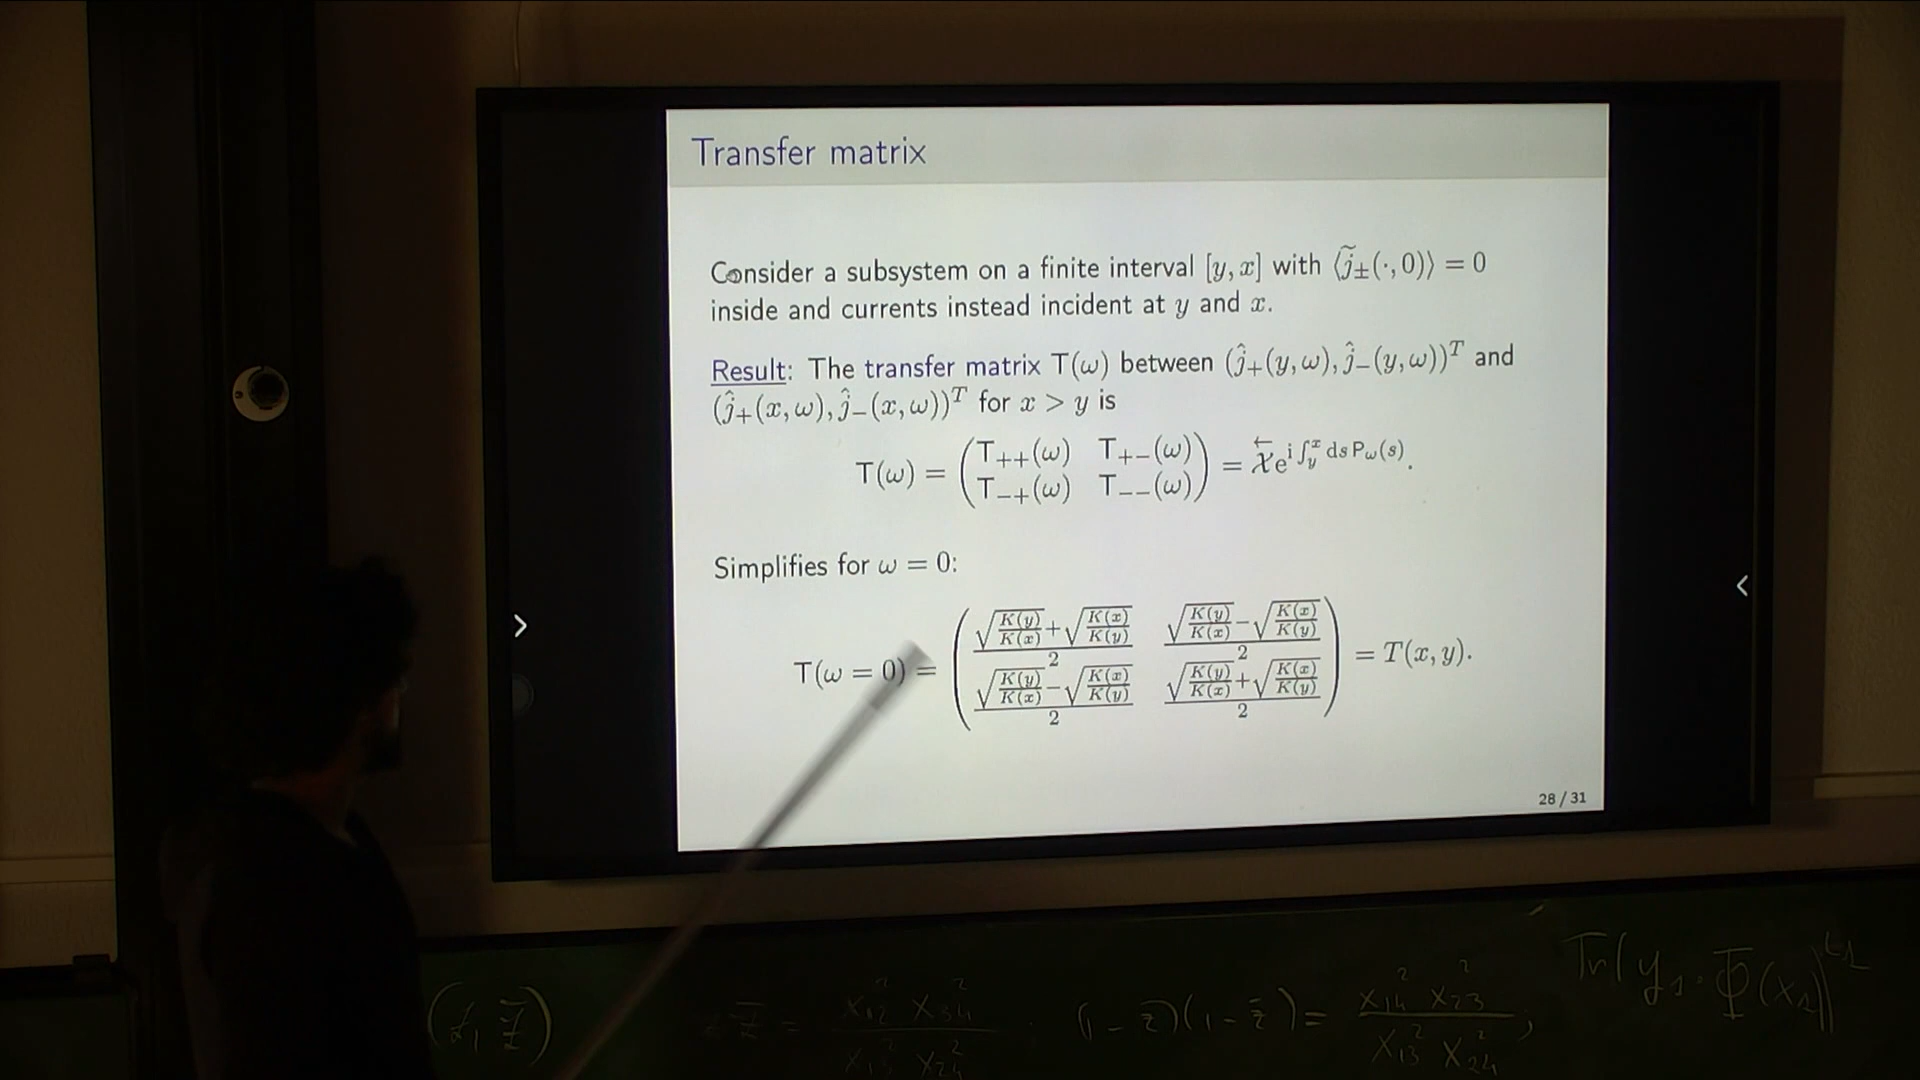 Transfer matrix
Consider a subsystem on a finite interval [y, x] with ⟨j̃±(·, 0)⟩ = 0
inside and currents instead incident at y and x.
Result: The transfer matrix T(ω) between (ĵ+(y, ω), ĵ−(y, ω))^T and
(ĵ+(x, ω), ĵ−(x, ω))^T for x > y is
T(ω) = ( T++(ω) T+−(ω) ; T−+(ω) T−−(ω) ) = 𝒳⃖ e^{i ∫_y^x ds P_ω(s)}.
Simplifies for ω = 0:
T(ω = 0) = ( (√(K(y)/K(x)) + √(K(x)/K(y)))/2 (√(K(y)/K(x)) − √(K(x)/K(y)))/2 ; (√(K(y)/K(x)) − √(K(x)/K(y)))/2 (√(K(y)/K(x)) + √(K(x)/K(y)))/2 ) = T(x, y).
28 / 31
(1 − z)(1 − z̄) = x₁₄² x₂₃² / x₁₃² x₂₄² ,